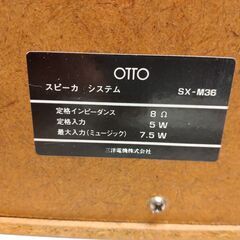 OTTO
スピーカ システム SX-M36
定格インピーダンス 8 Ω
定格入力 5 W
最大入力(ミュージック) 7.5 W
三洋電機株式会社